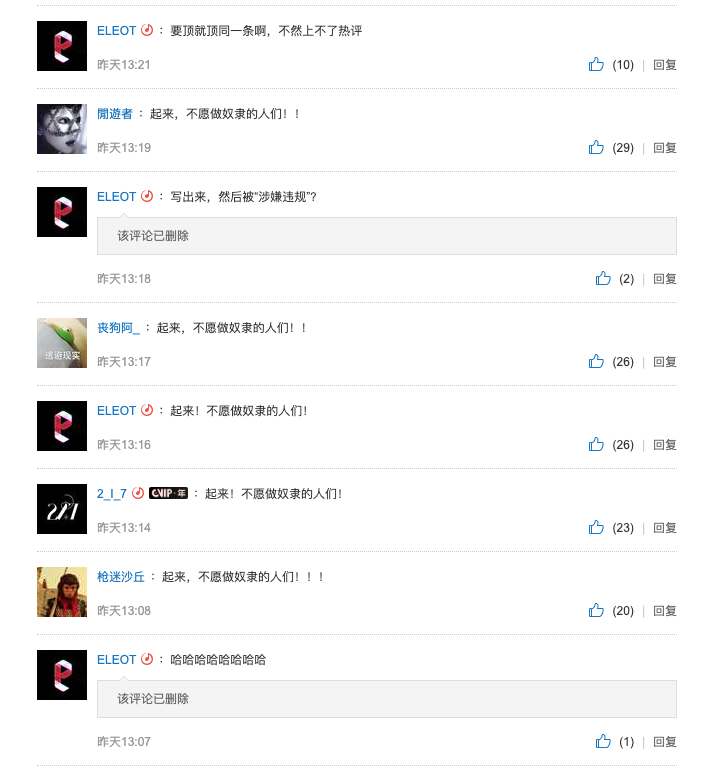 ELEOT ： 要顶就顶同一条啊，不然上不了热评
昨天13:21 (10) | 回复
閒遊者 ： 起来，不愿做奴隶的人们！！
昨天13:19 (29) | 回复
ELEOT ： 写出来，然后被“涉嫌违规”？
该评论已删除
昨天13:18 (2) | 回复
丧狗阿_ ： 起来，不愿做奴隶的人们！！
逃避现实
昨天13:17 (26) | 回复
ELEOT ： 起来！不愿做奴隶的人们！
昨天13:16 (26) | 回复
2_I_7 CVIP·年 ： 起来！不愿做奴隶的人们！
昨天13:14 (23) | 回复
枪迷沙丘 ： 起来，不愿做奴隶的人们！！！
昨天13:08 (20) | 回复
ELEOT ： 哈哈哈哈哈哈哈哈
该评论已删除
昨天13:07 (1) | 回复